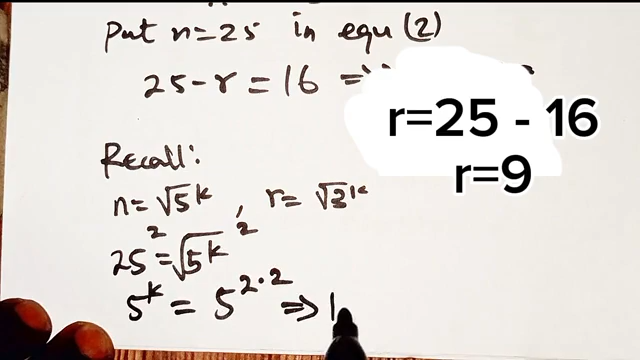 Put n=25 in equ (2)
25-r=16 =>
r=25 - 16
r=9
Recall:
n=√5^k , r=√3^k
25^2=√5^k^2
5^k = 5^2·2 =>